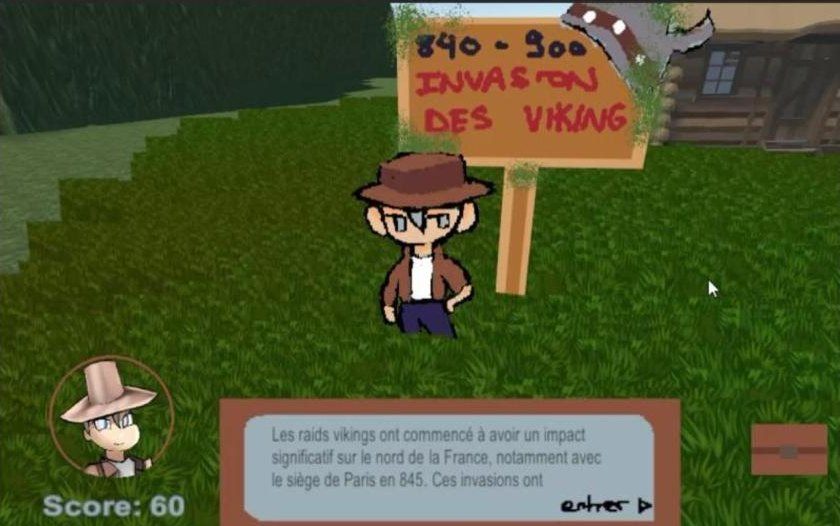 840 - 900
INVASION
DES VIKING
Les raids vikings ont commencé à avoir un impact
significatif sur le nord de la France, notamment avec
le siège de Paris en 845. Ces invasions ont
entrer
Score: 60